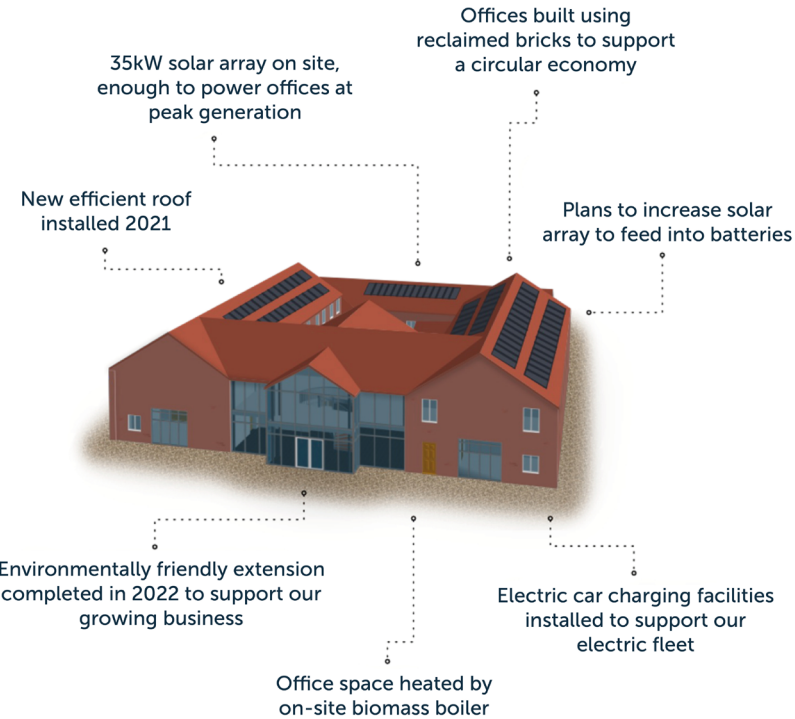 Offices built using
reclaimed bricks to support
a circular economy
35kW solar array on site,
enough to power offices at
peak generation
New efficient roof
installed 2021
Plans to increase solar
array to feed into batteries
Environmentally friendly extension
completed in 2022 to support our
growing business
Electric car charging facilities
installed to support our
electric fleet
Office space heated by
on-site biomass boiler